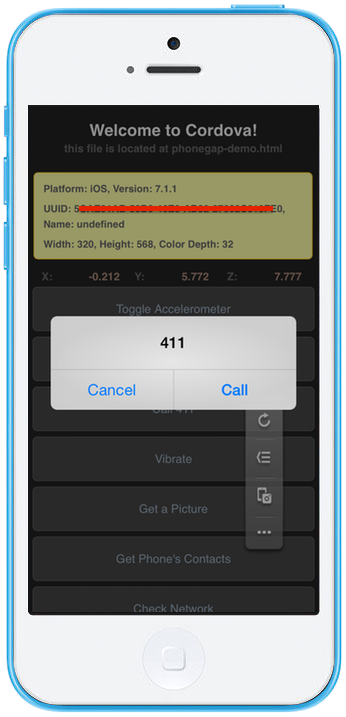 Welcome to Cordova!
this file is located at phonegap-demo.html
Platform: iOS, Version: 7.1.1
UUID: E0,
Name: undefined
Width: 320, Height: 568, Color Depth: 32
X: -0.212 Y: 5.772 Z: 7.777
Toggle Accelerometer
411
Cancel Call
Call 411
Vibrate
Get a Picture
Get Phone's Contacts
Check Network